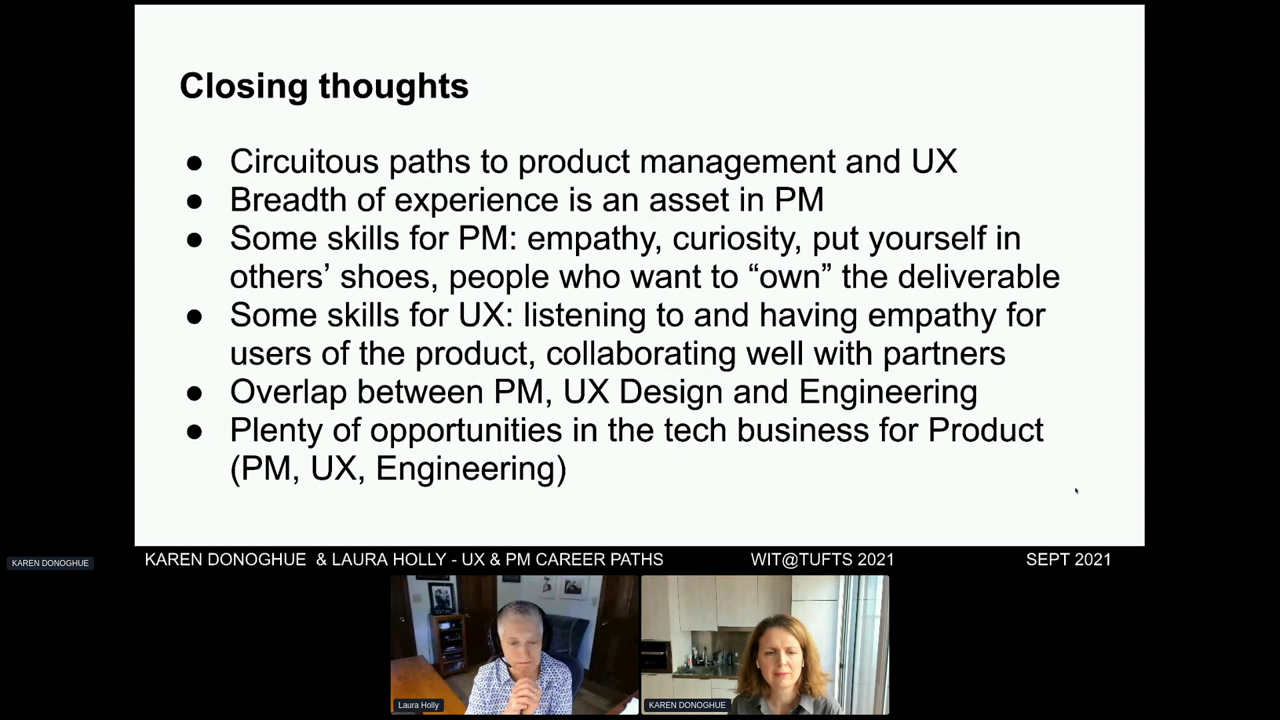 Closing thoughts
● Circuitous paths to product management and UX
● Breadth of experience is an asset in PM
● Some skills for PM: empathy, curiosity, put yourself in
others’ shoes, people who want to “own” the deliverable
● Some skills for UX: listening to and having empathy for
users of the product, collaborating well with partners
● Overlap between PM, UX Design and Engineering
● Plenty of opportunities in the tech business for Product
(PM, UX, Engineering)
KAREN DONOGHUE
KAREN DONOGHUE & LAURA HOLLY - UX & PM CAREER PATHS WIT@TUFTS 2021 SEPT 2021
Laura Holly
KAREN DONOGHUE